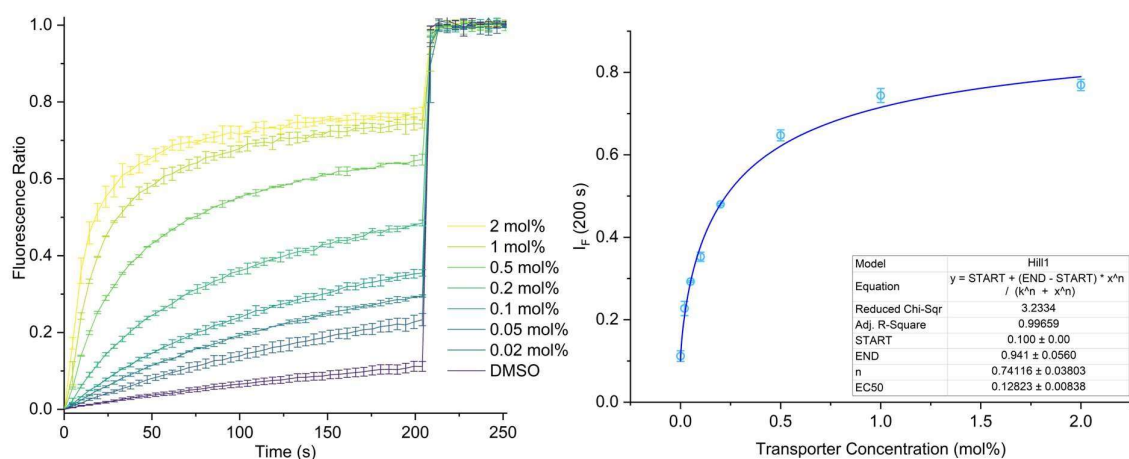 1.0
0.8
0.6
0.4
0.2
0.0
Fluorescence Ratio
0
50
100
150
200
250
Time (s)
2 mol%
1 mol%
0.5 mol%
0.2 mol%
0.1 mol%
0.05 mol%
0.02 mol%
DMSO
0.8
0.6
0.4
0.2
0.0
I_F (200 s)
0.0
0.5
1.0
1.5
2.0
Transporter Concentration (mol%)
Model Hill1
Equation y = START + (END - START) * x^n
/ (k^n + x^n)
Reduced Chi-Sqr 3.2334
Adj. R-Square 0.99659
START 0.100 ± 0.00
END 0.941 ± 0.0560
n 0.74116 ± 0.03803
EC50 0.12823 ± 0.00838